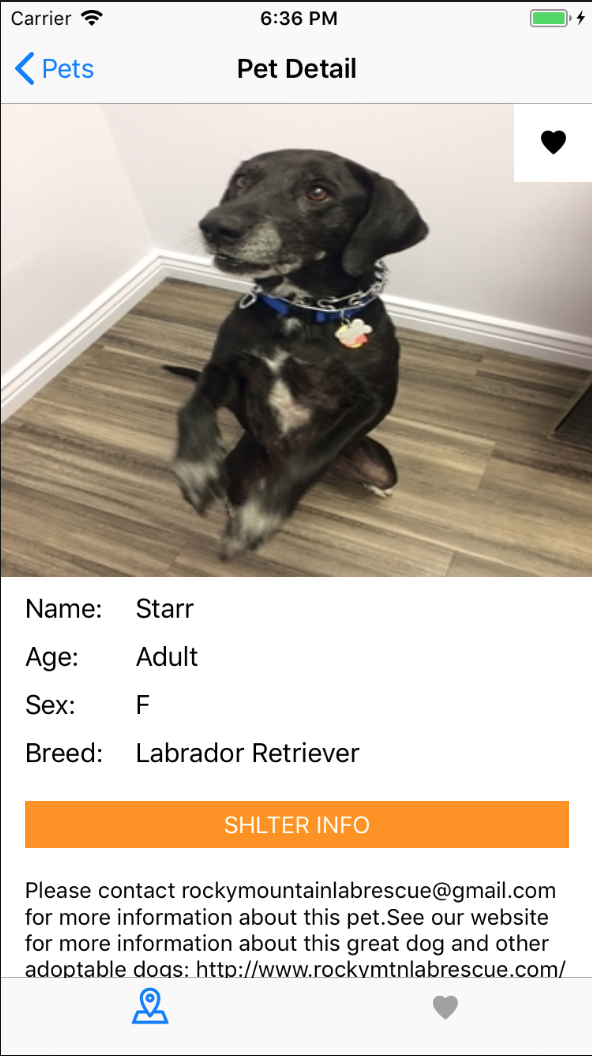 Carrier 6:36 PM
Pets Pet Detail
Name: Starr
Age: Adult
Sex: F
Breed: Labrador Retriever
SHLTER INFO
Please contact rockymountainlabrescue@gmail.com
for more information about this pet.See our website
for more information about this great dog and other
adoptable dogs: http://www.rockymtnlabrescue.com/